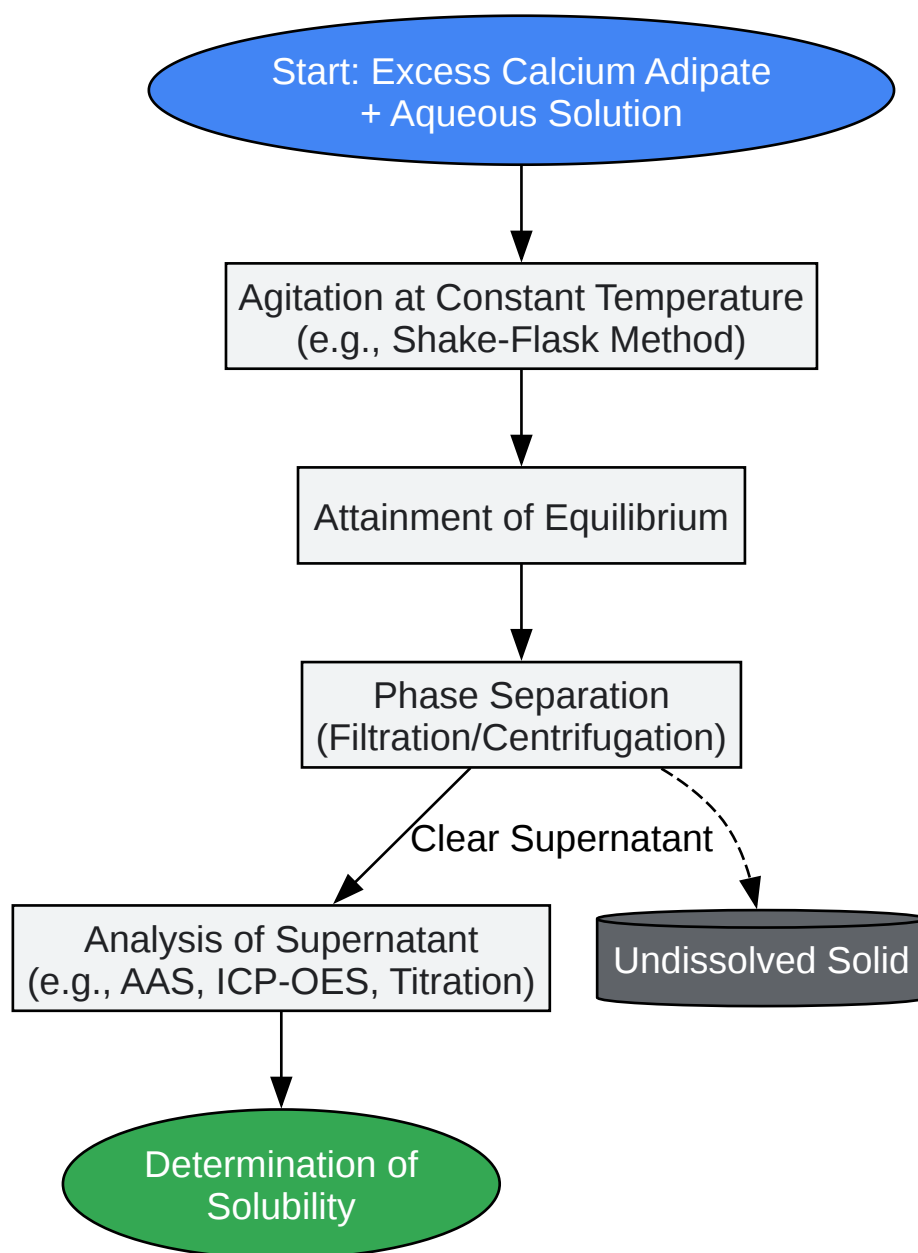 Start: Excess Calcium Adipate
+ Aqueous Solution
Agitation at Constant Temperature
(e.g., Shake-Flask Method)
Attainment of Equilibrium
Phase Separation
(Filtration/Centrifugation)
Clear Supernatant
Analysis of Supernatant
(e.g., AAS, ICP-OES, Titration)
Undissolved Solid
Determination of
Solubility